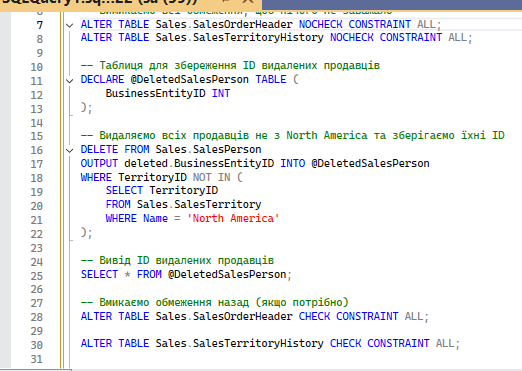 7 ALTER TABLE Sales.SalesOrderHeader NOCHECK CONSTRAINT ALL;
8 ALTER TABLE Sales.SalesTerritoryHistory NOCHECK CONSTRAINT ALL;
9
10 -- Таблиця для збереження ID видалених продавців
11 DECLARE @DeletedSalesPerson TABLE (
12     BusinessEntityID INT
13 );
14
15 -- Видаляємо всіх продавців не з North America та зберігаємо їхні ID
16 DELETE FROM Sales.SalesPerson
17 OUTPUT deleted.BusinessEntityID INTO @DeletedSalesPerson
18 WHERE TerritoryID NOT IN (
19     SELECT TerritoryID
20     FROM Sales.SalesTerritory
21     WHERE Name = 'North America'
22 );
23
24 -- Вивід ID видалених продавців
25 SELECT * FROM @DeletedSalesPerson;
26
27 -- Вмикаємо обмеження назад (якщо потрібно)
28 ALTER TABLE Sales.SalesOrderHeader CHECK CONSTRAINT ALL;
29
30 ALTER TABLE Sales.SalesTerritoryHistory CHECK CONSTRAINT ALL;
31